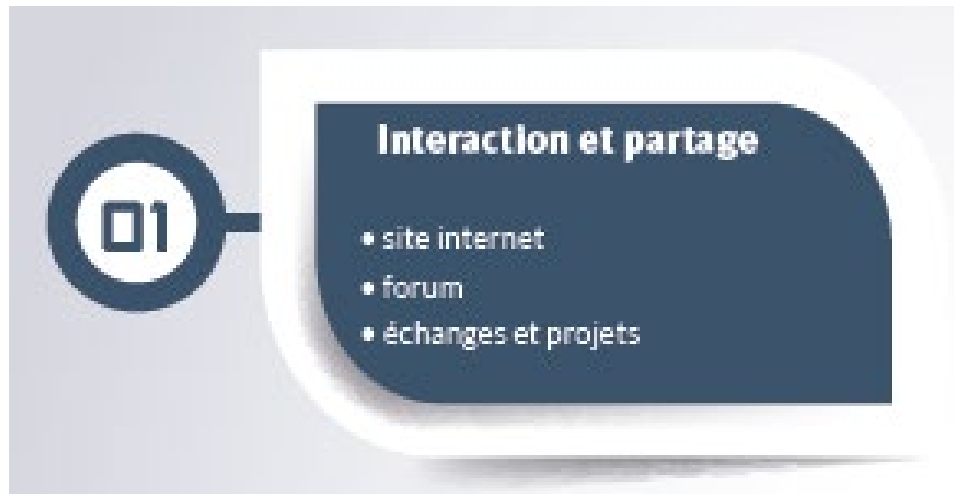 01
Interaction et partage
• site internet
• forum
• échanges et projets